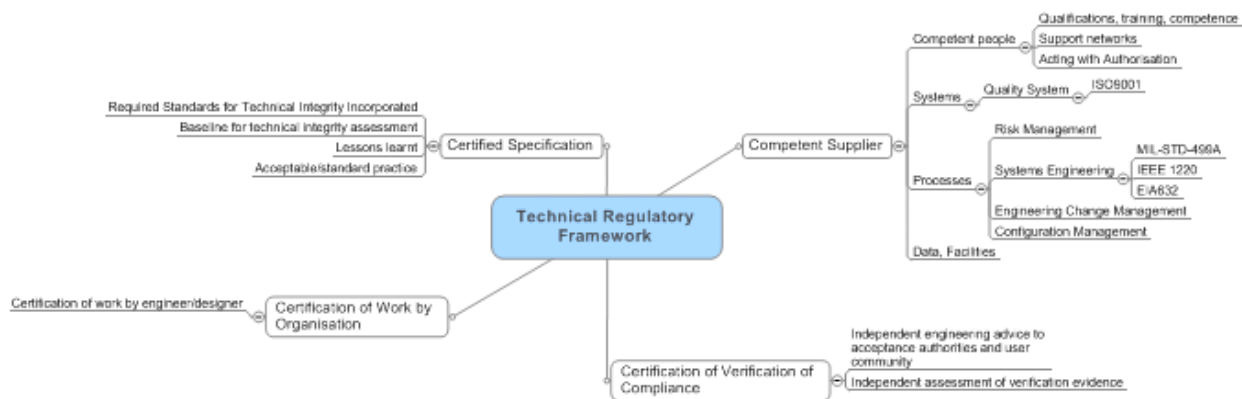 Technical Regulatory
Framework
Certified Specification
Required Standards for Technical Integrity Incorporated
Baseline for technical integrity assessment
Lessons learnt
Acceptable/standard practice
Competent Supplier
Competent people
Qualifications, training, competence
Support networks
Acting with Authorisation
Systems
Quality System
ISO9001
Processes
Risk Management
Systems Engineering
MIL-STD-499A
IEEE 1220
EIA632
Engineering Change Management
Configuration Management
Data, Facilities
Certification of Work by
Organisation
Certification of work by engineer/designer
Certification of Verification of
Compliance
Independent engineering advice to
acceptance authorities and user
community
Independent assessment of verification evidence